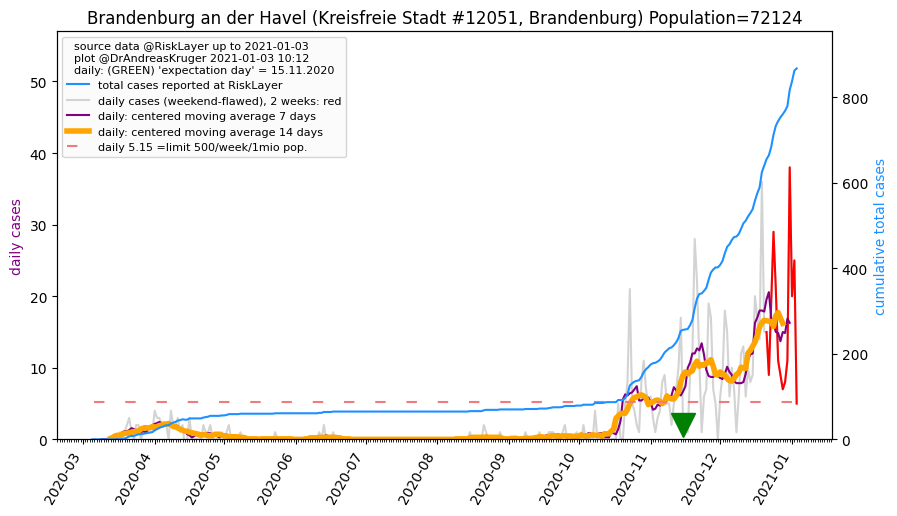 Brandenburg an der Havel (Kreisfreie Stadt #12051, Brandenburg) Population=72124
source data @RiskLayer up to 2021-01-03
plot @DrAndreasKruger 2021-01-03 10:12
daily: (GREEN) 'expectation day' = 15.11.2020
total cases reported at RiskLayer
daily cases (weekend-flawed), 2 weeks: red
daily: centered moving average 7 days
daily: centered moving average 14 days
daily 5.15 =limit 500/week/1mio pop.
daily cases
50
40
30
20
10
0
cumulative total cases
800
600
400
200
0
2020-03
2020-04
2020-05
2020-06
2020-07
2020-08
2020-09
2020-10
2020-11
2020-12
2021-01